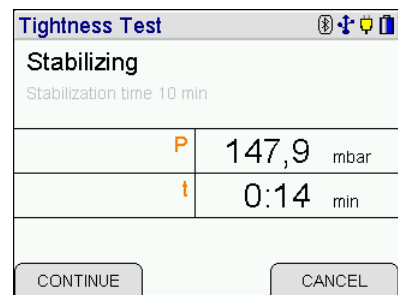 Tightness Test
Stabilizing
Stabilization time 10 min
P 147,9 mbar
t 0:14 min
CONTINUE CANCEL